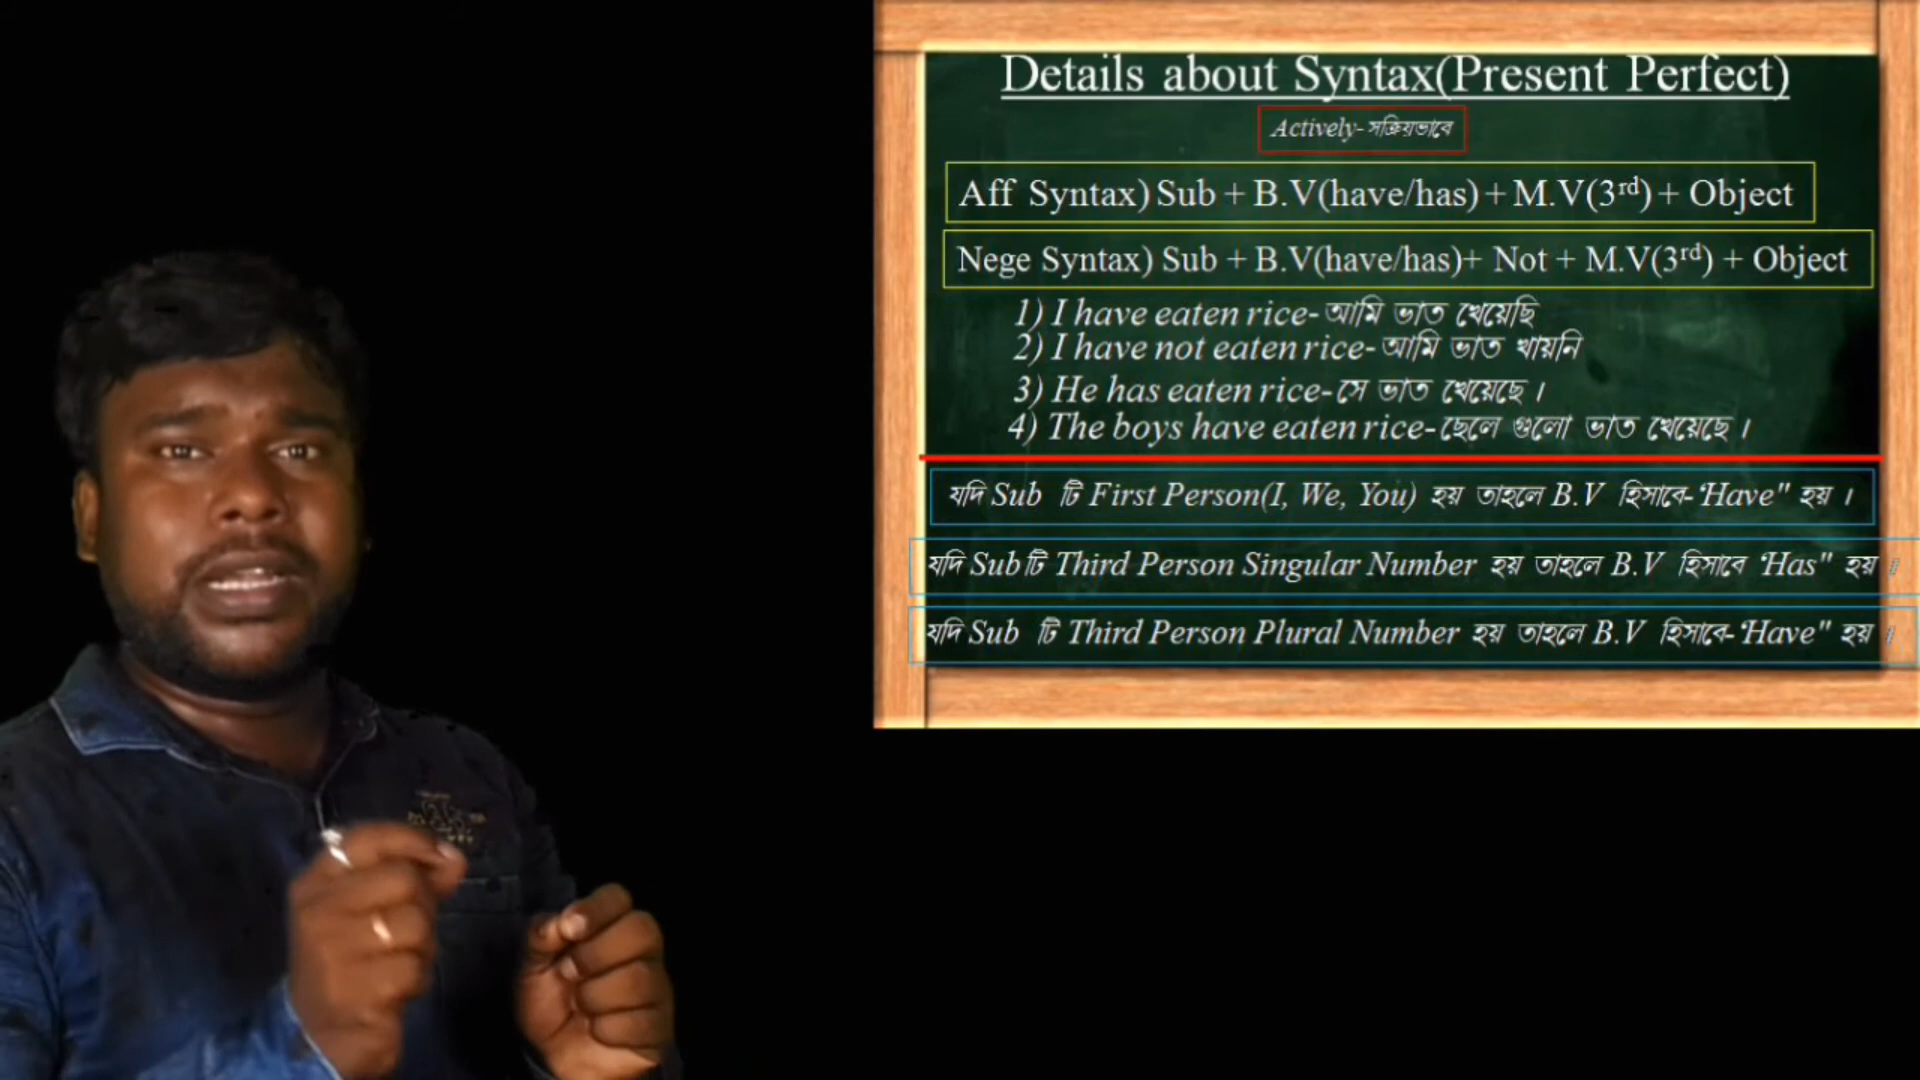 Details about Syntax(Present Perfect)
Actively-সক্রিয়ভাবে
Aff Syntax) Sub + B.V(have/has) + M.V(3rd) + Object
Nege Syntax) Sub + B.V(have/has)+ Not + M.V(3rd) + Object
1) I have eaten rice-আমি ভাত খেয়েছি
2) I have not eaten rice-আমি ভাত খায়নি
3) He has eaten rice-সে ভাত খেয়েছে।
4) The boys have eaten rice-ছেলে গুলো ভাত খেয়েছে।
যদি Sub টি First Person(I, We, You) হয় তাহলে B.V হিসাবে-‘Have" হয় ।
যদি Sub টি Third Person Singular Number হয় তাহলে B.V হিসাবে ‘Has" হয় ।
যদি Sub টি Third Person Plural Number হয় তাহলে B.V হিসাবে-‘Have" হয় ।